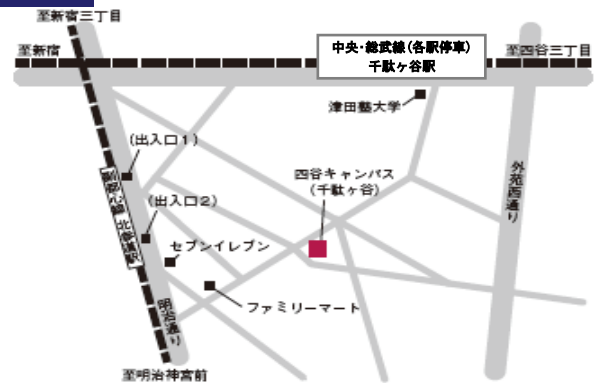 至新宿三丁目
至新宿
中央・総武線(各駅停車)
千駄ヶ谷駅
至四谷三丁目
津田塾大学
(出入口1)
四谷キャンパス
(千駄ヶ谷)
外苑西通り
副都心線 北参道駅
(出入口2)
セブンイレブン
ファミリーマート
明治通り
至明治神宮前